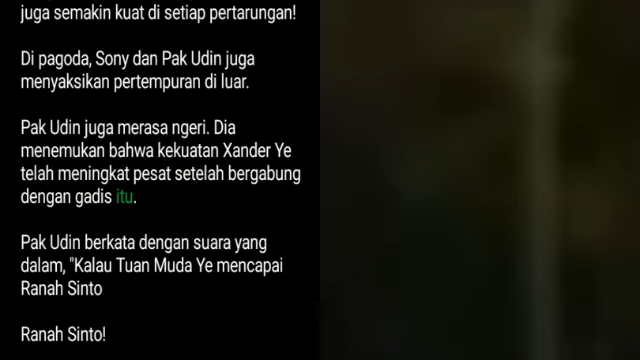 juga semakin kuat di setiap pertarungan!
Di pagoda, Sony dan Pak Udin juga
menyaksikan pertempuran di luar.
Pak Udin juga merasa ngeri. Dia
menemukan bahwa kekuatan Xander Ye
telah meningkat pesat setelah bergabung
dengan gadis itu.
Pak Udin berkata dengan suara yang
dalam, "Kalau Tuan Muda Ye mencapai
Ranah Sinto
Ranah Sinto!